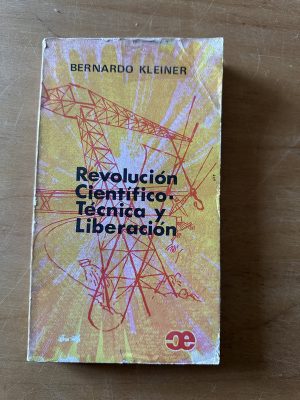 BERNARDO KLEINER
Revolución
Científico-
Técnica y
Liberación